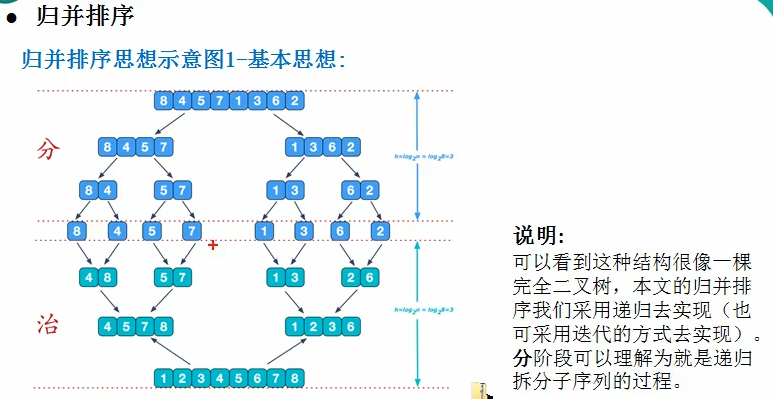 ● 归并排序
归并排序思想示意图1-基本思想:
8 4 5 7 1 3 6 2
分
8 4 5 7 1 3 6 2
h=log₂n = log₂8=3
8 4 5 7 1 3 6 2
8 4 5 7 1 3 6 2
4 8 5 7 1 3 2 6
h=log₂n = log₂8=3
治
4 5 7 8 1 2 3 6
1 2 3 4 5 6 7 8
说明:
可以看到这种结构很像一棵
完全二叉树，本文的归并排
序我们采用递归去实现（也
可采用迭代的方式去实现）。
分阶段可以理解为就是递归
拆分子序列的过程。